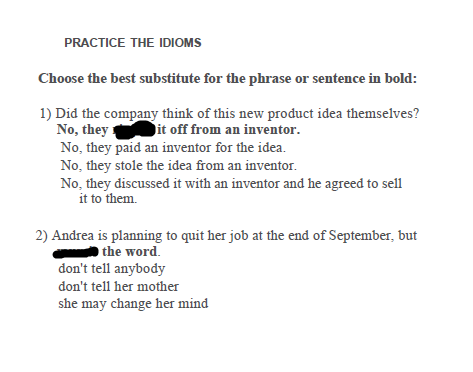 PRACTICE THE IDIOMS
Choose the best substitute for the phrase or sentence in bold:
1) Did the company think of this new product idea themselves?
No, they it off from an inventor.
No, they paid an inventor for the idea.
No, they stole the idea from an inventor.
No, they discussed it with an inventor and he agreed to sell
it to them.
2) Andrea is planning to quit her job at the end of September, but
the word.
don't tell anybody
don't tell her mother
she may change her mind